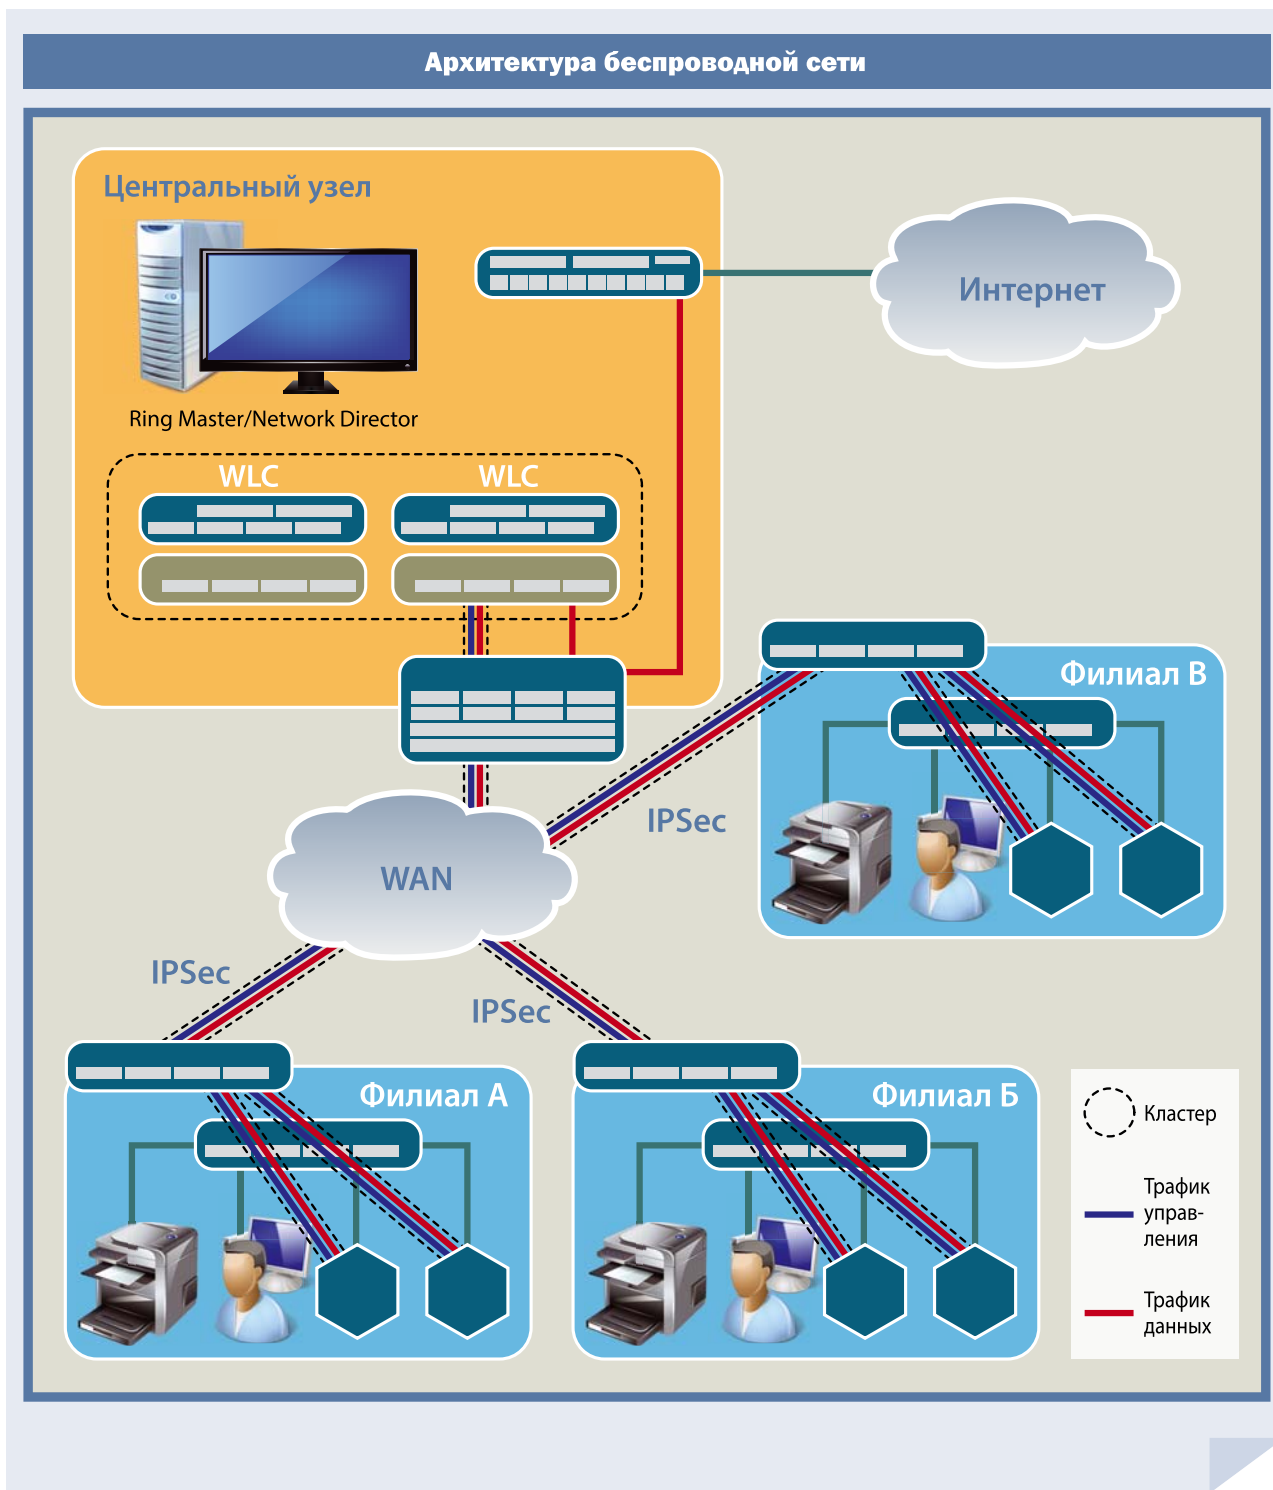 Архитектура беспроводной сети
Центральный узел
Интернет
Ring Master/Network Director
WLC
WLC
Филиал В
IPSec
WAN
IPSec
IPSec
Филиал А
Филиал Б
Кластер
Трафик
управ-
ления
Трафик
данных